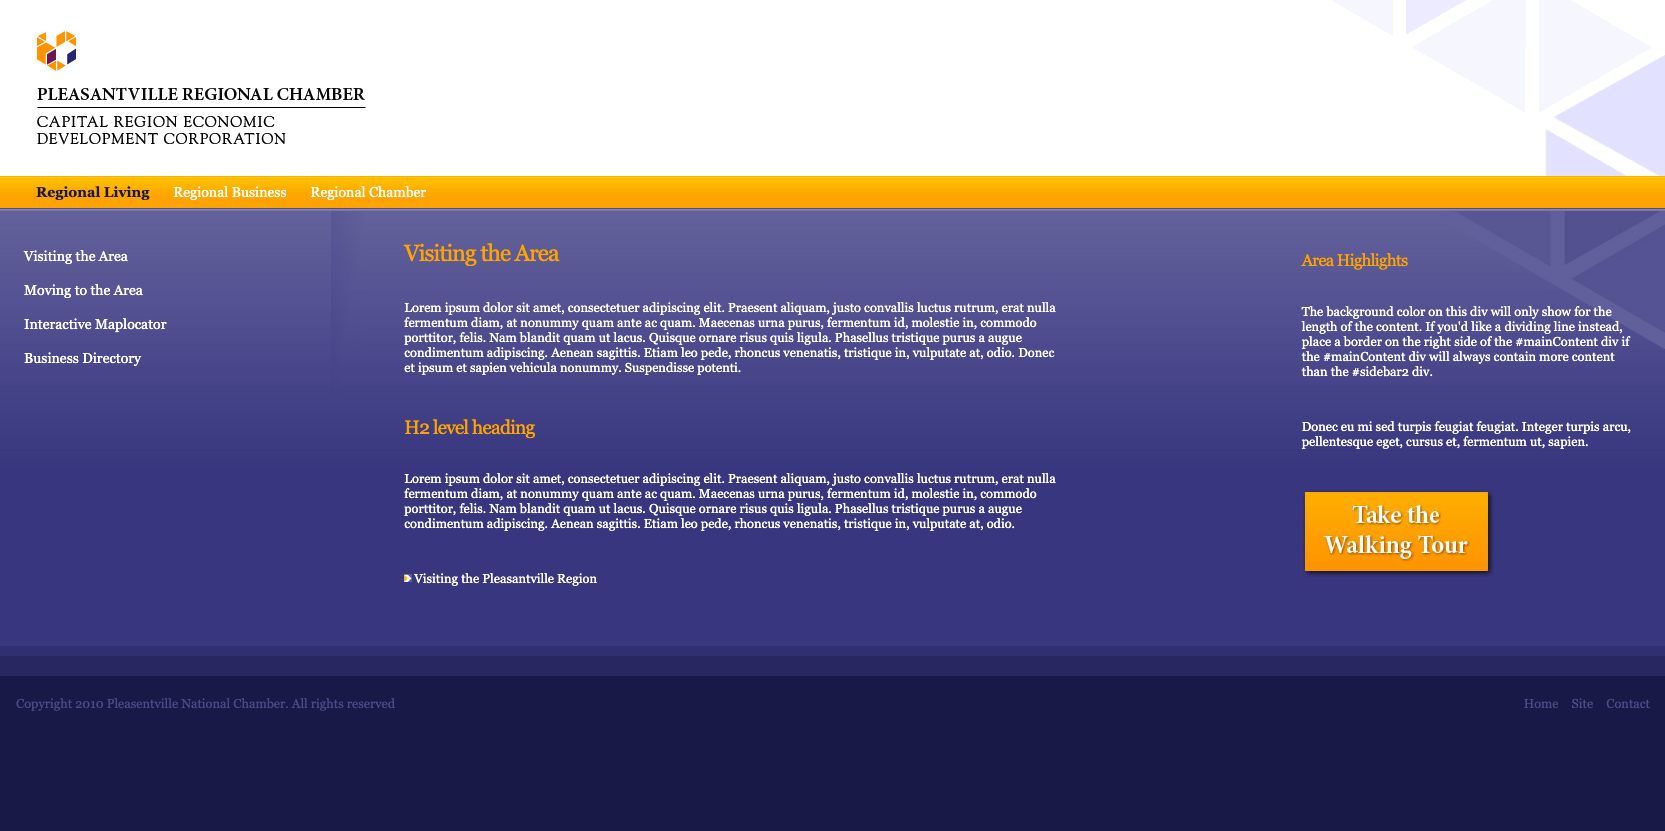 PLEASANTVILLE REGIONAL CHAMBER
CAPITAL REGION ECONOMIC
DEVELOPMENT CORPORATION
Regional Living Regional Business Regional Chamber
Visiting the Area
Moving to the Area
Interactive Maplocator
Business Directory
Visiting the Area
Lorem ipsum dolor sit amet, consectetuer adipiscing elit. Praesent aliquam, justo convallis luctus rutrum, erat nulla
fermentum diam, at nonummy quam ante ac quam. Maecenas urna purus, fermentum id, molestie in, commodo
porttitor, felis. Nam blandit quam ut lacus. Quisque ornare risus quis ligula. Phasellus tristique purus a augue
condimentum adipiscing. Aenean sagittis. Etiam leo pede, rhoncus venenatis, tristique in, vulputate at, odio. Donec
et ipsum et sapien vehicula nonummy. Suspendisse potenti.
H2 level heading
Lorem ipsum dolor sit amet, consectetuer adipiscing elit. Praesent aliquam, justo convallis luctus rutrum, erat nulla
fermentum diam, at nonummy quam ante ac quam. Maecenas urna purus, fermentum id, molestie in, commodo
porttitor, felis. Nam blandit quam ut lacus. Quisque ornare risus quis ligula. Phasellus tristique purus a augue
condimentum adipiscing. Aenean sagittis. Etiam leo pede, rhoncus venenatis, tristique in, vulputate at, odio.
Visiting the Pleasantville Region
Area Highlights
The background color on this div will only show for the
length of the content. If you'd like a dividing line instead,
place a border on the right side of the #mainContent div if
the #mainContent div will always contain more content
than the #sidebar2 div.
Donec eu mi sed turpis feugiat feugiat. Integer turpis arcu,
pellentesque eget, cursus et, fermentum ut, sapien.
Take the
Walking Tour
Copyright 2010 Pleasentville National Chamber. All rights reserved
Home Site Contact